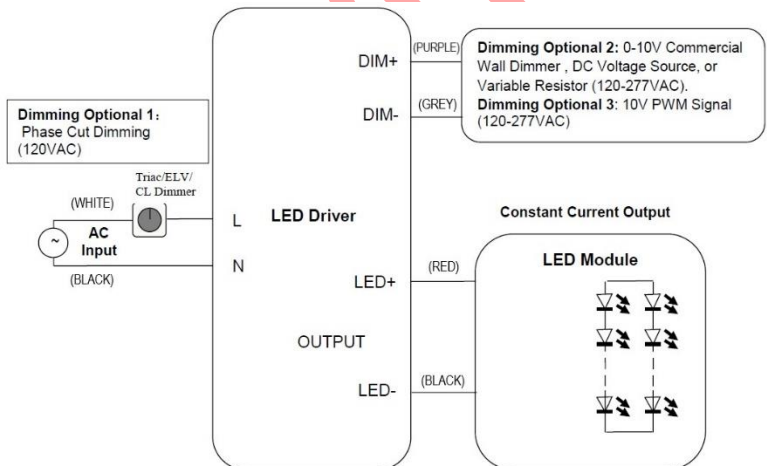 DIM+
(PURPLE)
Dimming Optional 2: 0-10V Commercial
Wall Dimmer , DC Voltage Source, or
Variable Resistor (120-277VAC).
DIM-
(GREY)
Dimming Optional 3: 10V PWM Signal
(120-277VAC)
Dimming Optional 1:
Phase Cut Dimming
(120VAC)
Triac/ELV/
CL Dimmer
(WHITE)
AC
Input
(BLACK)
L
N
LED Driver
Constant Current Output
LED+
(RED)
LED Module
OUTPUT
LED-
(BLACK)